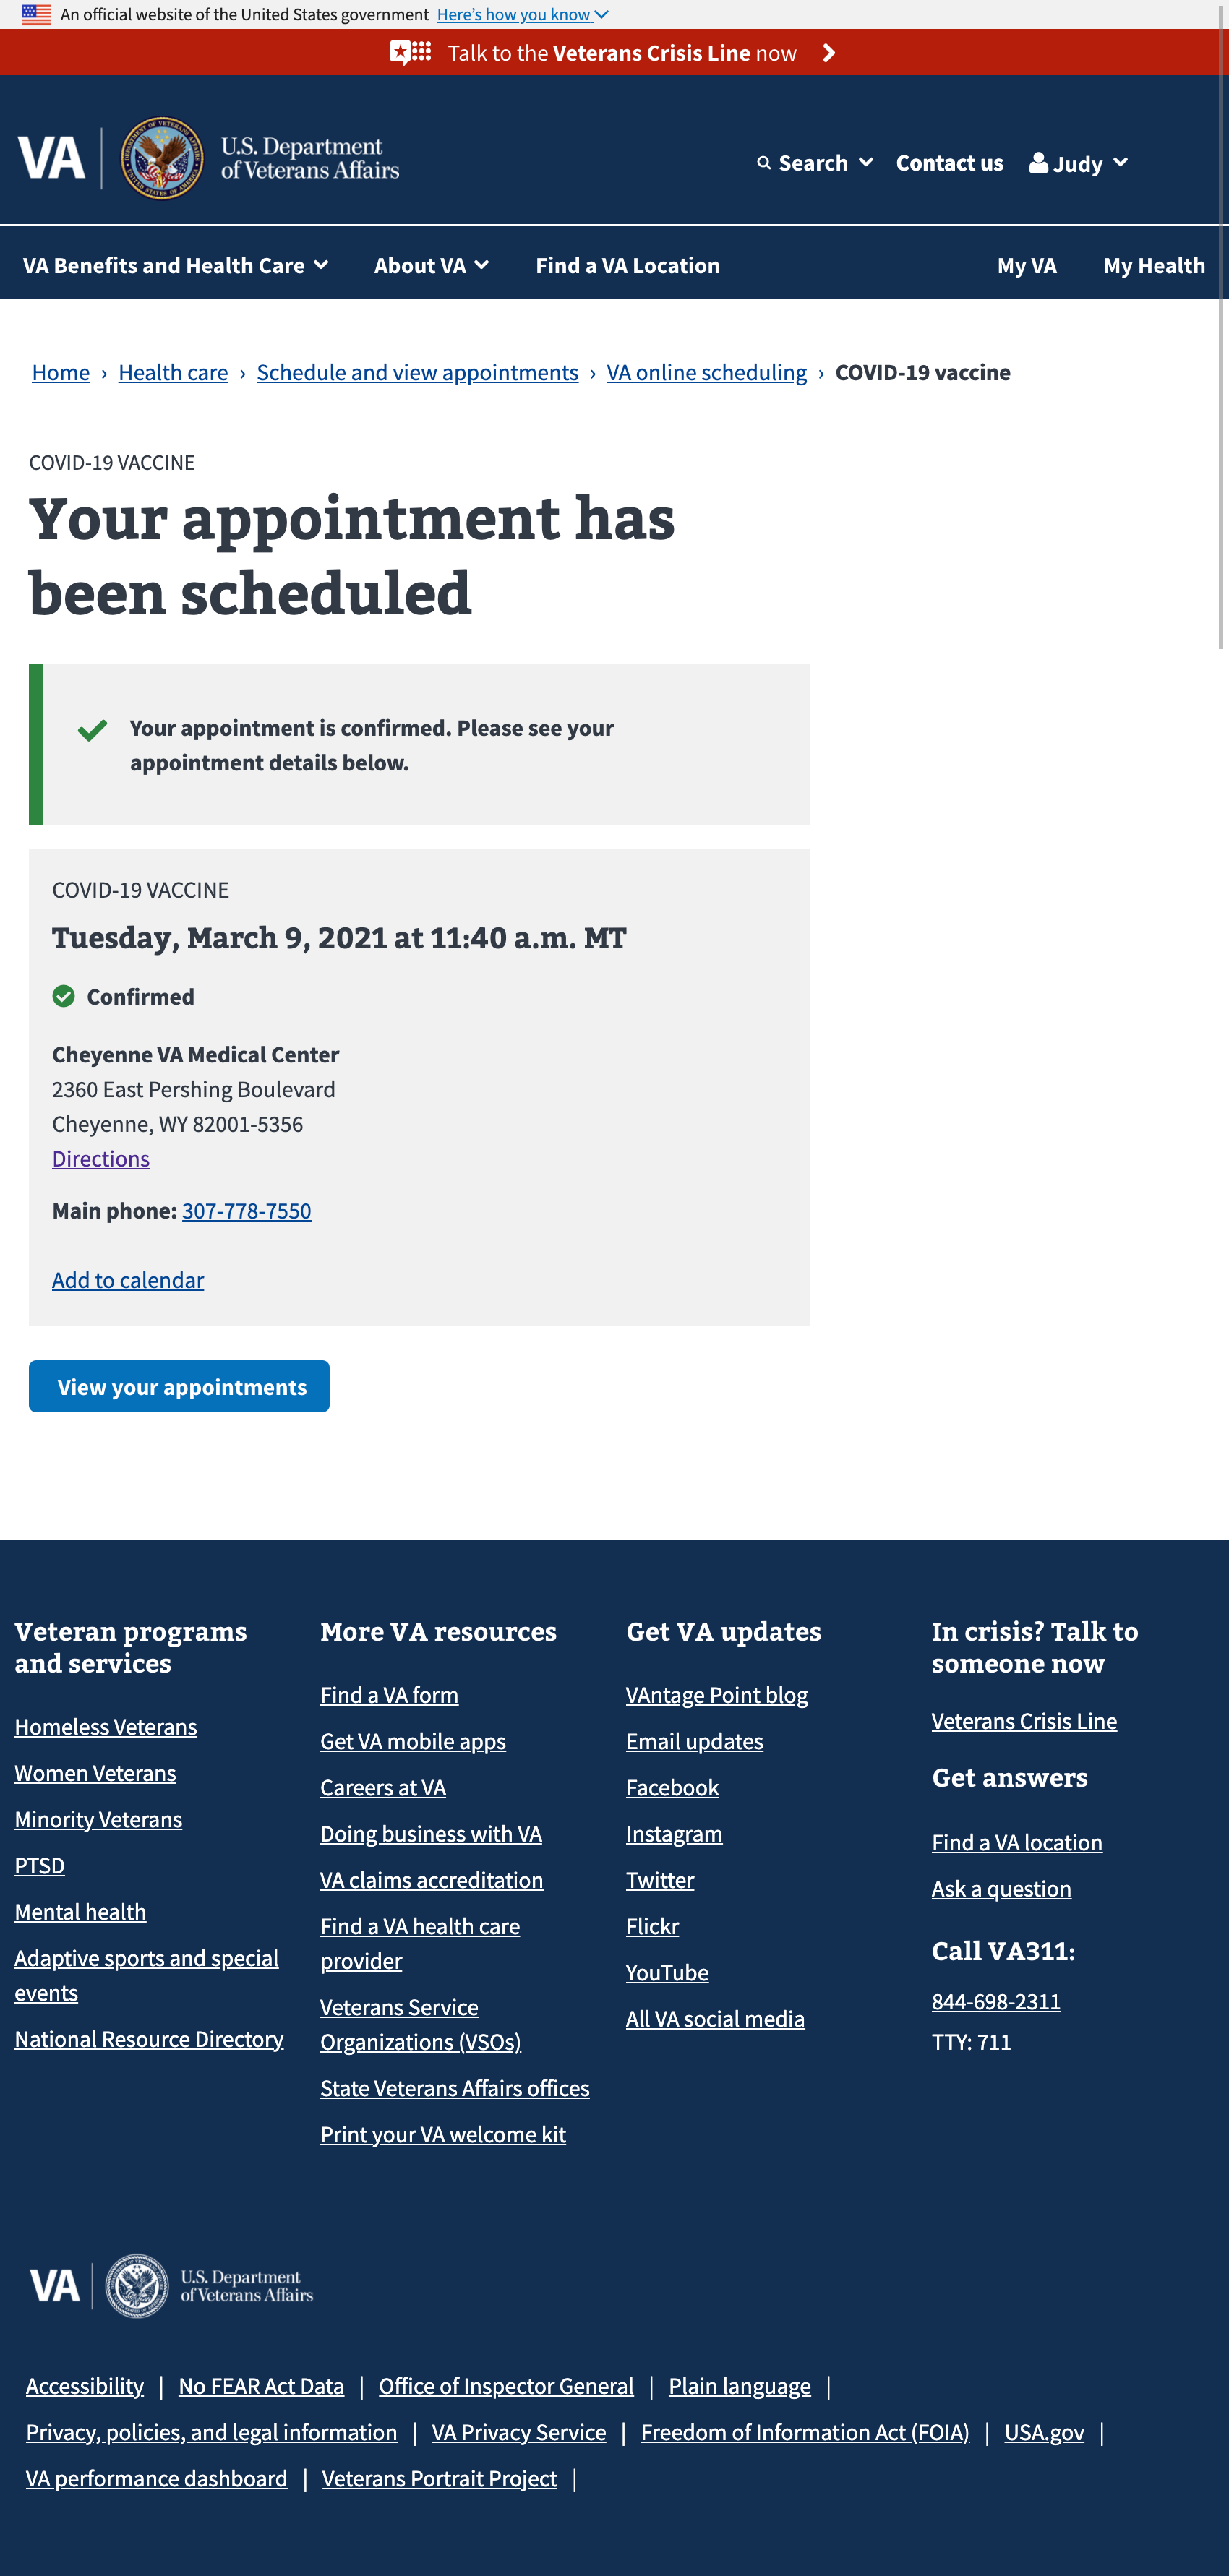 An official website of the United States government Here's how you know
Talk to the Veterans Crisis Line now
VA
U.S. Department
of Veterans Affairs
Search Contact us Judy
VA Benefits and Health Care About VA Find a VA Location My VA My Health
Home › Health care › Schedule and view appointments › VA online scheduling › COVID-19 vaccine
COVID-19 VACCINE
Your appointment has
been scheduled
Your appointment is confirmed. Please see your
appointment details below.
COVID-19 VACCINE
Tuesday, March 9, 2021 at 11:40 a.m. MT
Confirmed
Cheyenne VA Medical Center
2360 East Pershing Boulevard
Cheyenne, WY 82001-5356
Directions
Main phone: 307-778-7550
Add to calendar
View your appointments
Veteran programs
and services
Homeless Veterans
Women Veterans
Minority Veterans
PTSD
Mental health
Adaptive sports and special
events
National Resource Directory
More VA resources
Find a VA form
Get VA mobile apps
Careers at VA
Doing business with VA
VA claims accreditation
Find a VA health care
provider
Veterans Service
Organizations (VSOs)
State Veterans Affairs offices
Print your VA welcome kit
Get VA updates
VAntage Point blog
Email updates
Facebook
Instagram
Twitter
Flickr
YouTube
All VA social media
In crisis? Talk to
someone now
Veterans Crisis Line
Get answers
Find a VA location
Ask a question
Call VA311:
844-698-2311
TTY: 711
VA
U.S. Department
of Veterans Affairs
Accessibility | No FEAR Act Data | Office of Inspector General | Plain language |
Privacy, policies, and legal information | VA Privacy Service | Freedom of Information Act (FOIA) | USA.gov |
VA performance dashboard | Veterans Portrait Project |